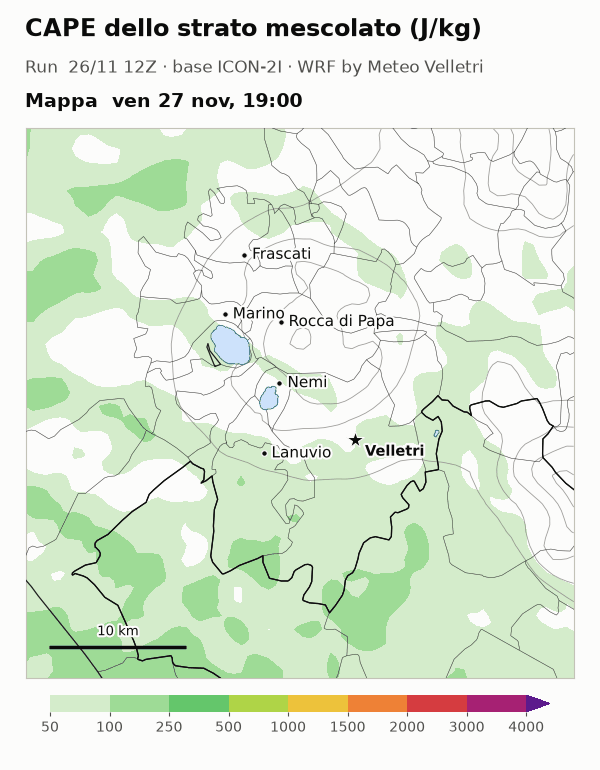 CAPE dello strato mescolato (J/kg)
Run  26/11 12Z · base ICON-2I · WRF by Meteo Velletri
Mappa  ven 27 nov, 19:00
Frascati
Marino
Rocca di Papa
Nemi
Velletri
Lanuvio
10 km
50 100 250 500 1000 1500 2000 3000 4000